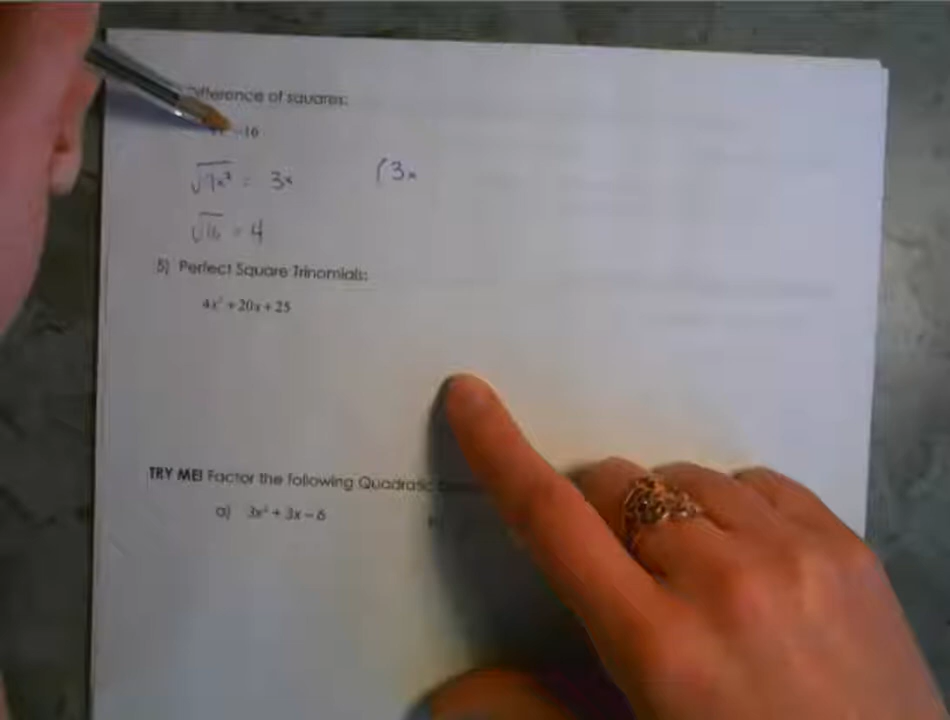 Difference of squares:
-16
√9x² = 3x (3x
√16 = 4
5) Perfect Square Trinomials:
4x² + 20x + 25
TRY ME! Factor the following Quadratic
a) 3x² + 3x - 6